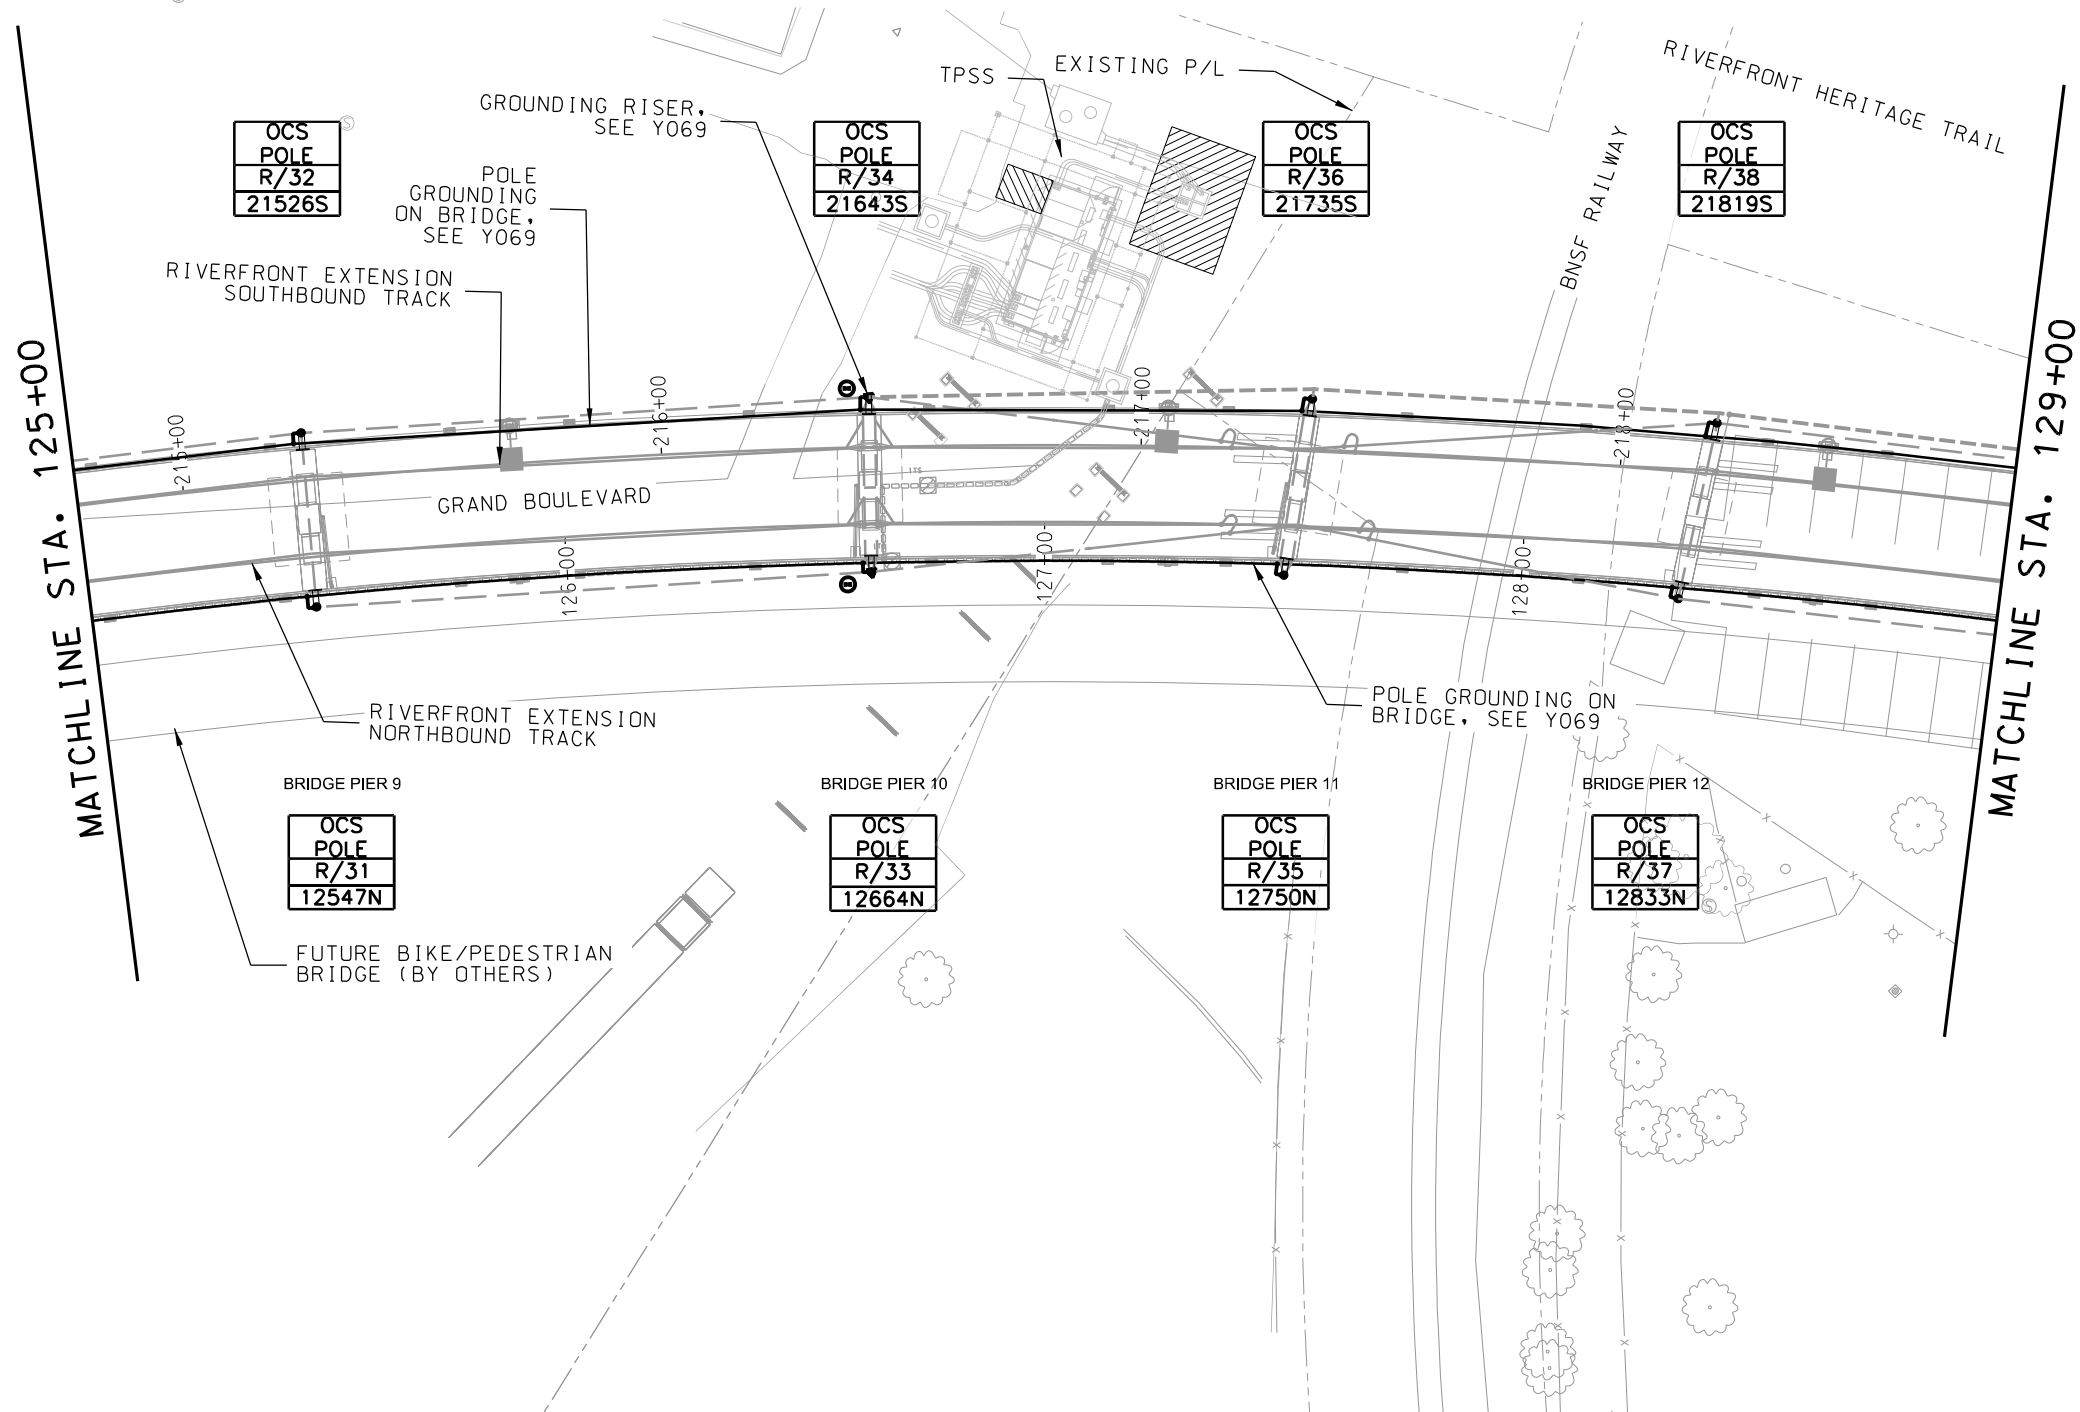 RIVERFRONT HERITAGE TRAIL
EXISTING P/L
TPSS
GROUNDING RISER,
SEE Y069
OCS
POLE
R/32
21526S
OCS
POLE
R/34
21643S
OCS
POLE
R/36
21735S
OCS
POLE
R/38
21819S
POLE
GROUNDING
ON BRIDGE,
SEE Y069
BNSF RAILWAY
RIVERFRONT EXTENSION
SOUTHBOUND TRACK
MATCHLINE STA. 125+00
MATCHLINE STA. 129+00
215+00
216+00
217+00
218+00
ITS
GRAND BOULEVARD
126+00
127+00
128+00
RIVERFRONT EXTENSION
NORTHBOUND TRACK
POLE GROUNDING ON
BRIDGE, SEE Y069
BRIDGE PIER 9
BRIDGE PIER 10
BRIDGE PIER 11
BRIDGE PIER 12
OCS
POLE
R/31
12547N
OCS
POLE
R/33
12664N
OCS
POLE
R/35
12750N
OCS
POLE
R/37
12833N
FUTURE BIKE/PEDESTRIAN
BRIDGE (BY OTHERS)